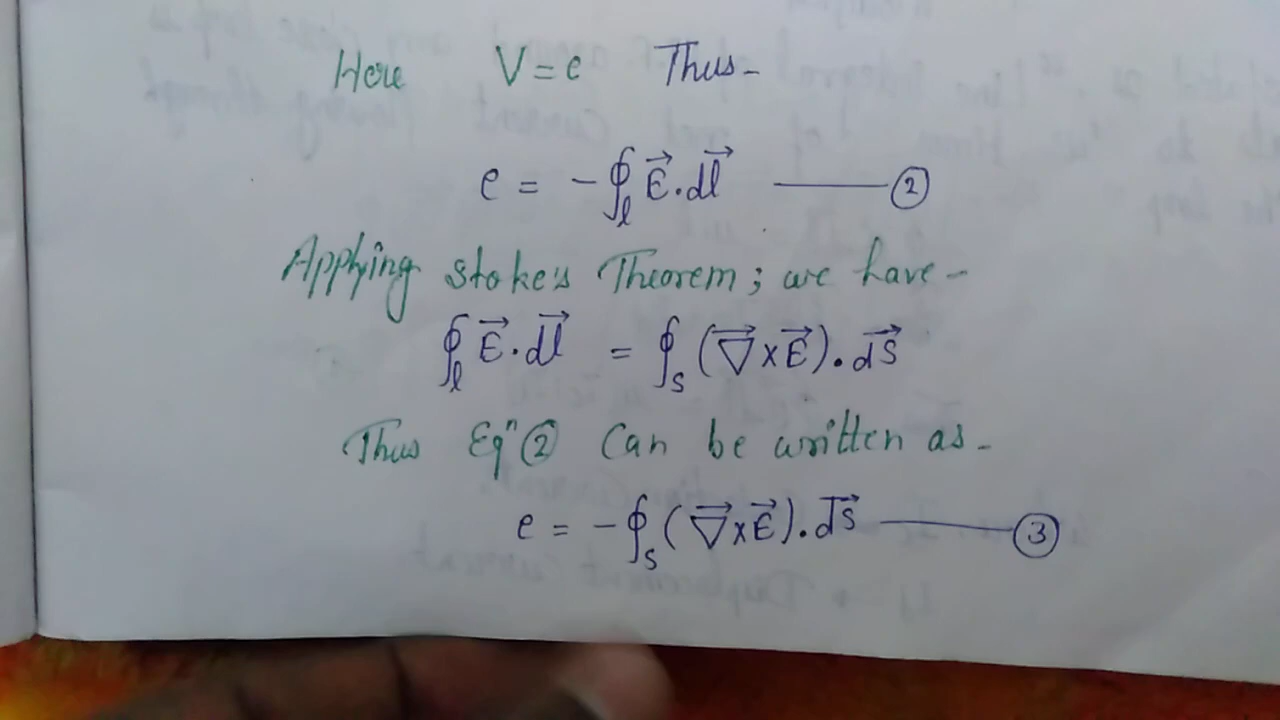 Here V = e Thus-
e = -∮ₗ E⃗.dl⃗ —— ②
Applying Stoke's Theorem; we have-
∮ₗ E⃗.dl⃗ = ∮ₛ (∇⃗×E⃗).ds⃗
Thus Eqⁿ ② Can be written as-
e = -∮ₛ (∇⃗×E⃗).ds⃗ —— ③